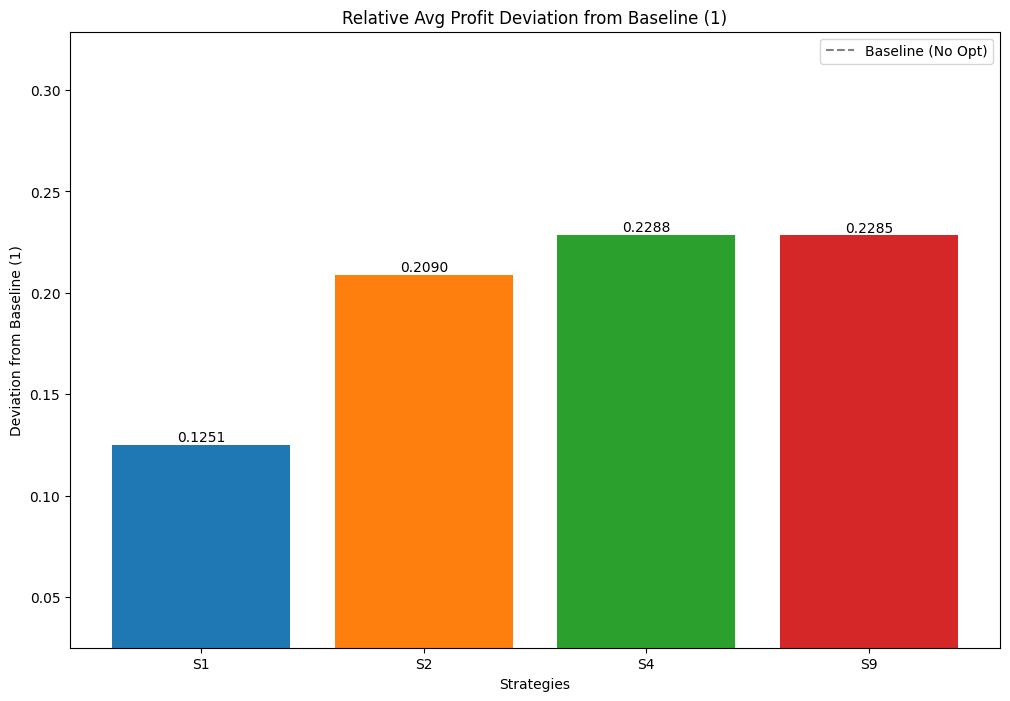 Relative Avg Profit Deviation from Baseline (1)
Baseline (No Opt)
Deviation from Baseline (1)
0.30
0.25
0.20
0.15
0.10
0.05
0.1251
0.2090
0.2288
0.2285
S1
S2
S4
S9
Strategies